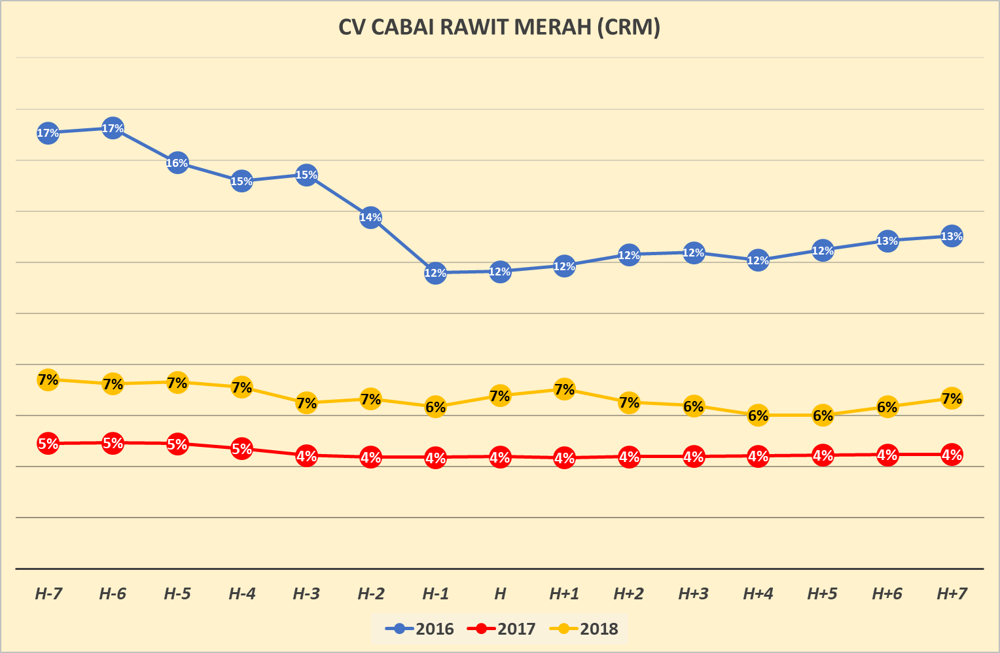 CV CABAI RAWIT MERAH (CRM)
17% 17% 16% 15% 15% 14% 12% 12% 12% 12% 12% 12% 12% 13% 13%
7% 7% 7% 7% 7% 7% 6% 7% 7% 7% 6% 6% 6% 6% 7%
5% 5% 5% 5% 4% 4% 4% 4% 4% 4% 4% 4% 4% 4% 4%
H-7 H-6 H-5 H-4 H-3 H-2 H-1 H H+1 H+2 H+3 H+4 H+5 H+6 H+7
2016 2017 2018